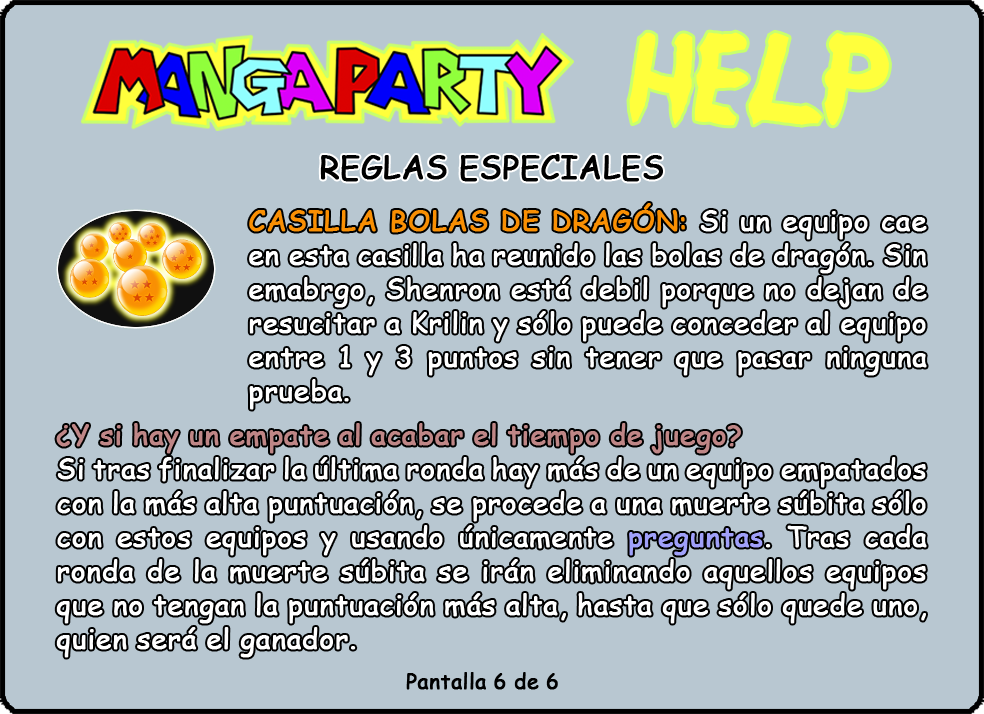 MANGA PARTY HELP
REGLAS ESPECIALES
CASILLA BOLAS DE DRAGÓN: Si un equipo cae
en esta casilla ha reunido las bolas de dragón. Sin
emabrgo, Shenron está debil porque no dejan de
resucitar a Krilin y sólo puede conceder al equipo
entre 1 y 3 puntos sin tener que pasar ninguna
prueba.
¿Y si hay un empate al acabar el tiempo de juego?
Si tras finalizar la última ronda hay más de un equipo empatados
con la más alta puntuación, se procede a una muerte súbita sólo
con estos equipos y usando únicamente preguntas. Tras cada
ronda de la muerte súbita se irán eliminando aquellos equipos
que no tengan la puntuación más alta, hasta que sólo quede uno,
quien será el ganador.
Pantalla 6 de 6